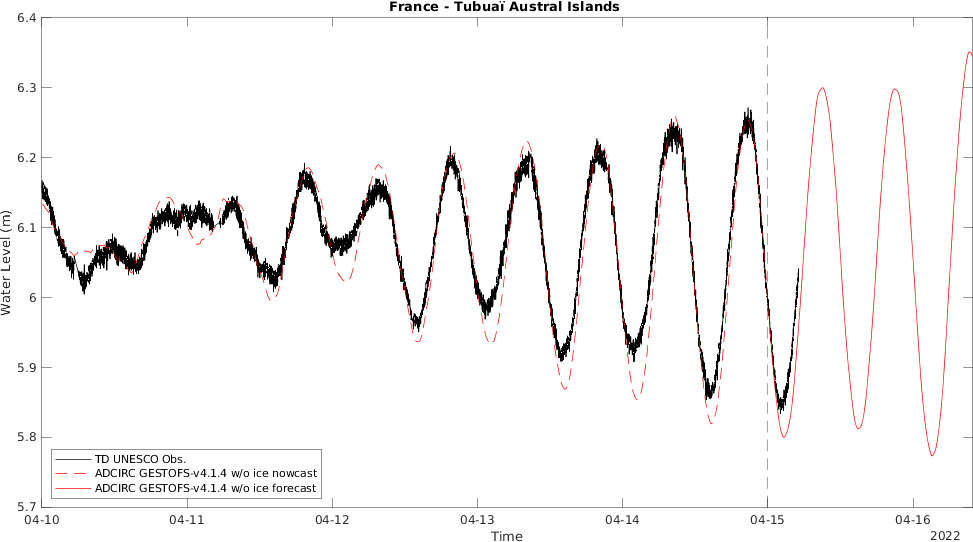 France - Tubuaï Austral Islands
6.4
6.3
6.2
6.1
6
5.9
5.8
5.7
Water Level (m)
TD UNESCO Obs.
ADCIRC GESTOFS-v4.1.4 w/o ice nowcast
ADCIRC GESTOFS-v4.1.4 w/o ice forecast
04-10 04-11 04-12 04-13 04-14 04-15 04-16
Time
2022